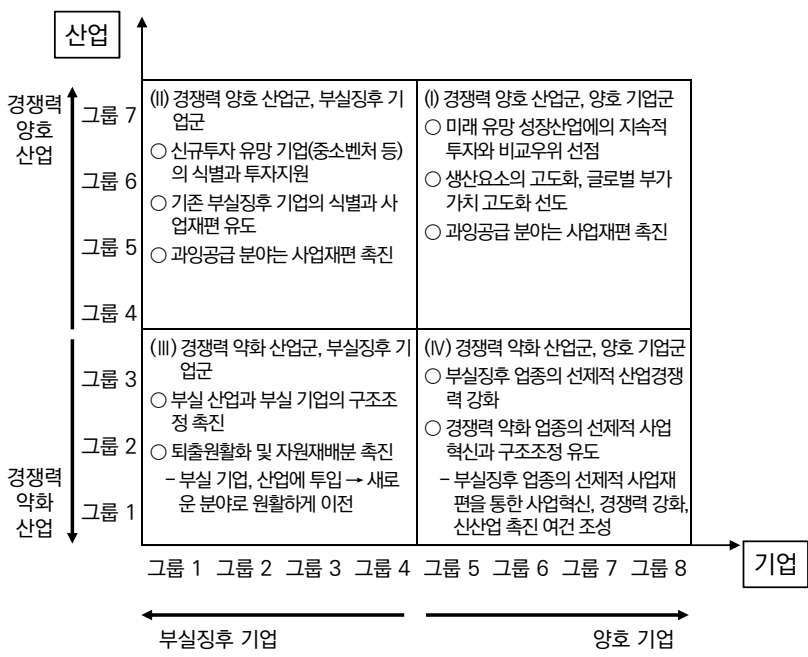 산업
경쟁력
양호
산업
그룹 7
그룹 6
그룹 5
그룹 4
(II) 경쟁력 양호 산업군, 부실징후 기
업군
○ 신규투자 유망 기업(중소벤처 등)
의 식별과 투자지원
○ 기존 부실징후 기업의 식별과 사
업재편 유도
○ 과잉공급 분야는 사업재편 촉진
(I) 경쟁력 양호 산업군, 양호 기업군
○ 미래 유망 성장산업에의 지속적
투자와 비교우위 선점
○ 생산요소의 고도화, 글로벌 부가
가치 고도화 선도
○ 과잉공급 분야는 사업재편 촉진
경쟁력
약화
산업
그룹 3
그룹 2
그룹 1
(III) 경쟁력 약화 산업군, 부실징후 기
업군
○ 부실 산업과 부실 기업의 구조조
정 촉진
○ 퇴출원활화 및 자원재배분 촉진
– 부실 기업, 산업에 투입 → 새로
운 분야로 원활하게 이전
(IV) 경쟁력 약화 산업군, 양호 기업군
○ 부실징후 업종의 선제적 산업경쟁
력 강화
○ 경쟁력 약화 업종의 선제적 사업
혁신과 구조조정 유도
– 부실징후 업종의 선제적 사업재
편을 통한 사업혁신, 경쟁력 강화,
신산업 촉진 여건 조성
그룹 1 그룹 2 그룹 3 그룹 4 그룹 5 그룹 6 그룹 7 그룹 8
기업
부실징후 기업
양호 기업